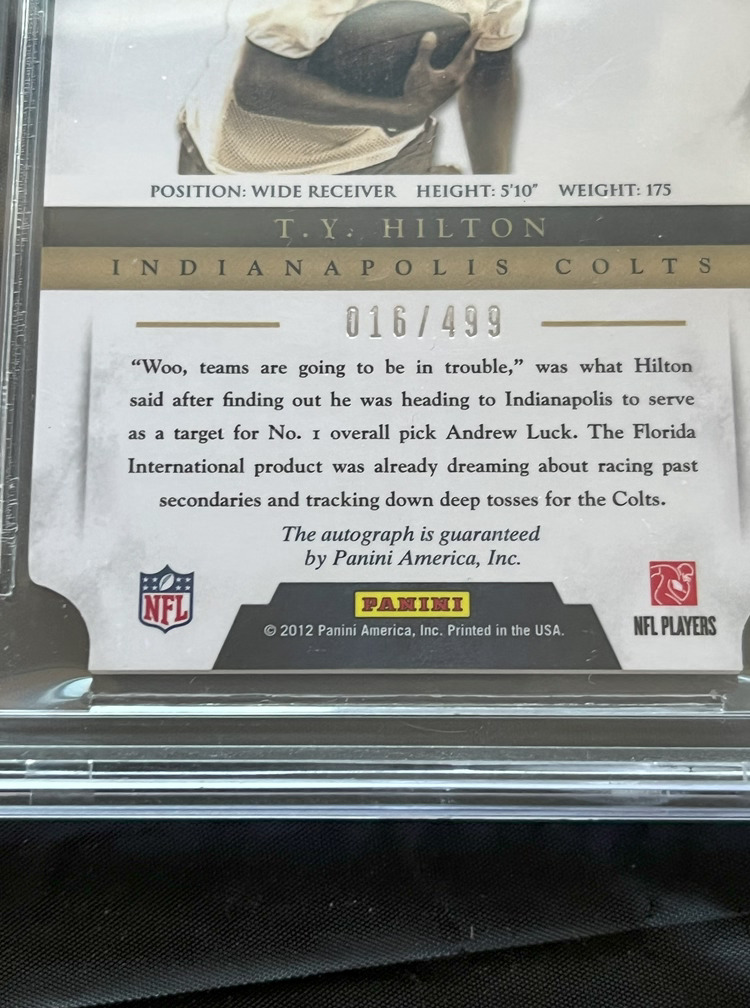 POSITION: WIDE RECEIVER HEIGHT: 5'10" WEIGHT: 175
T.Y. HILTON
INDIANAPOLIS COLTS
016/499
“Woo, teams are going to be in trouble,” was what Hilton
said after finding out he was heading to Indianapolis to serve
as a target for No. 1 overall pick Andrew Luck. The Florida
International product was already dreaming about racing past
secondaries and tracking down deep tosses for the Colts.
The autograph is guaranteed
by Panini America, Inc.
NFL
PANINI
© 2012 Panini America, Inc. Printed in the USA.
NFL PLAYERS